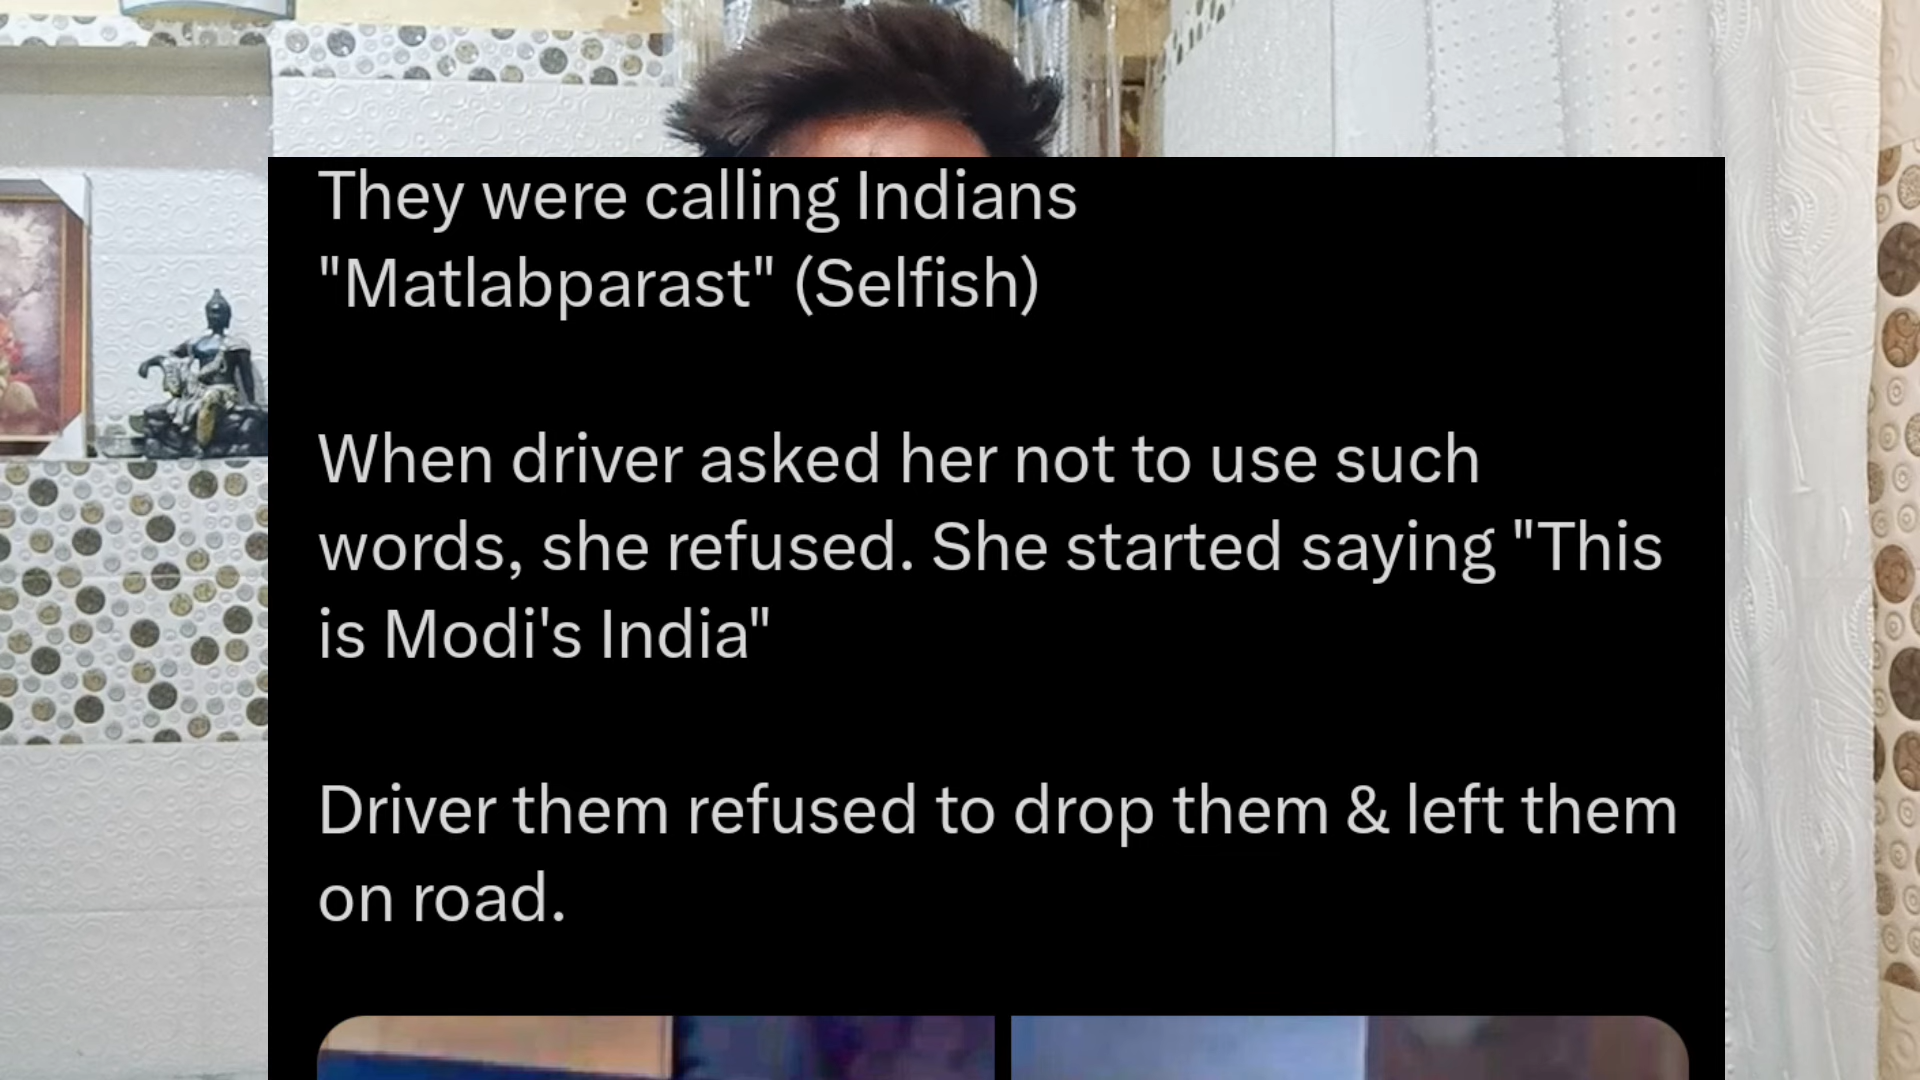 They were calling Indians
"Matlabparast" (Selfish)
When driver asked her not to use such
words, she refused. She started saying "This
is Modi's India"
Driver them refused to drop them & left them
on road.